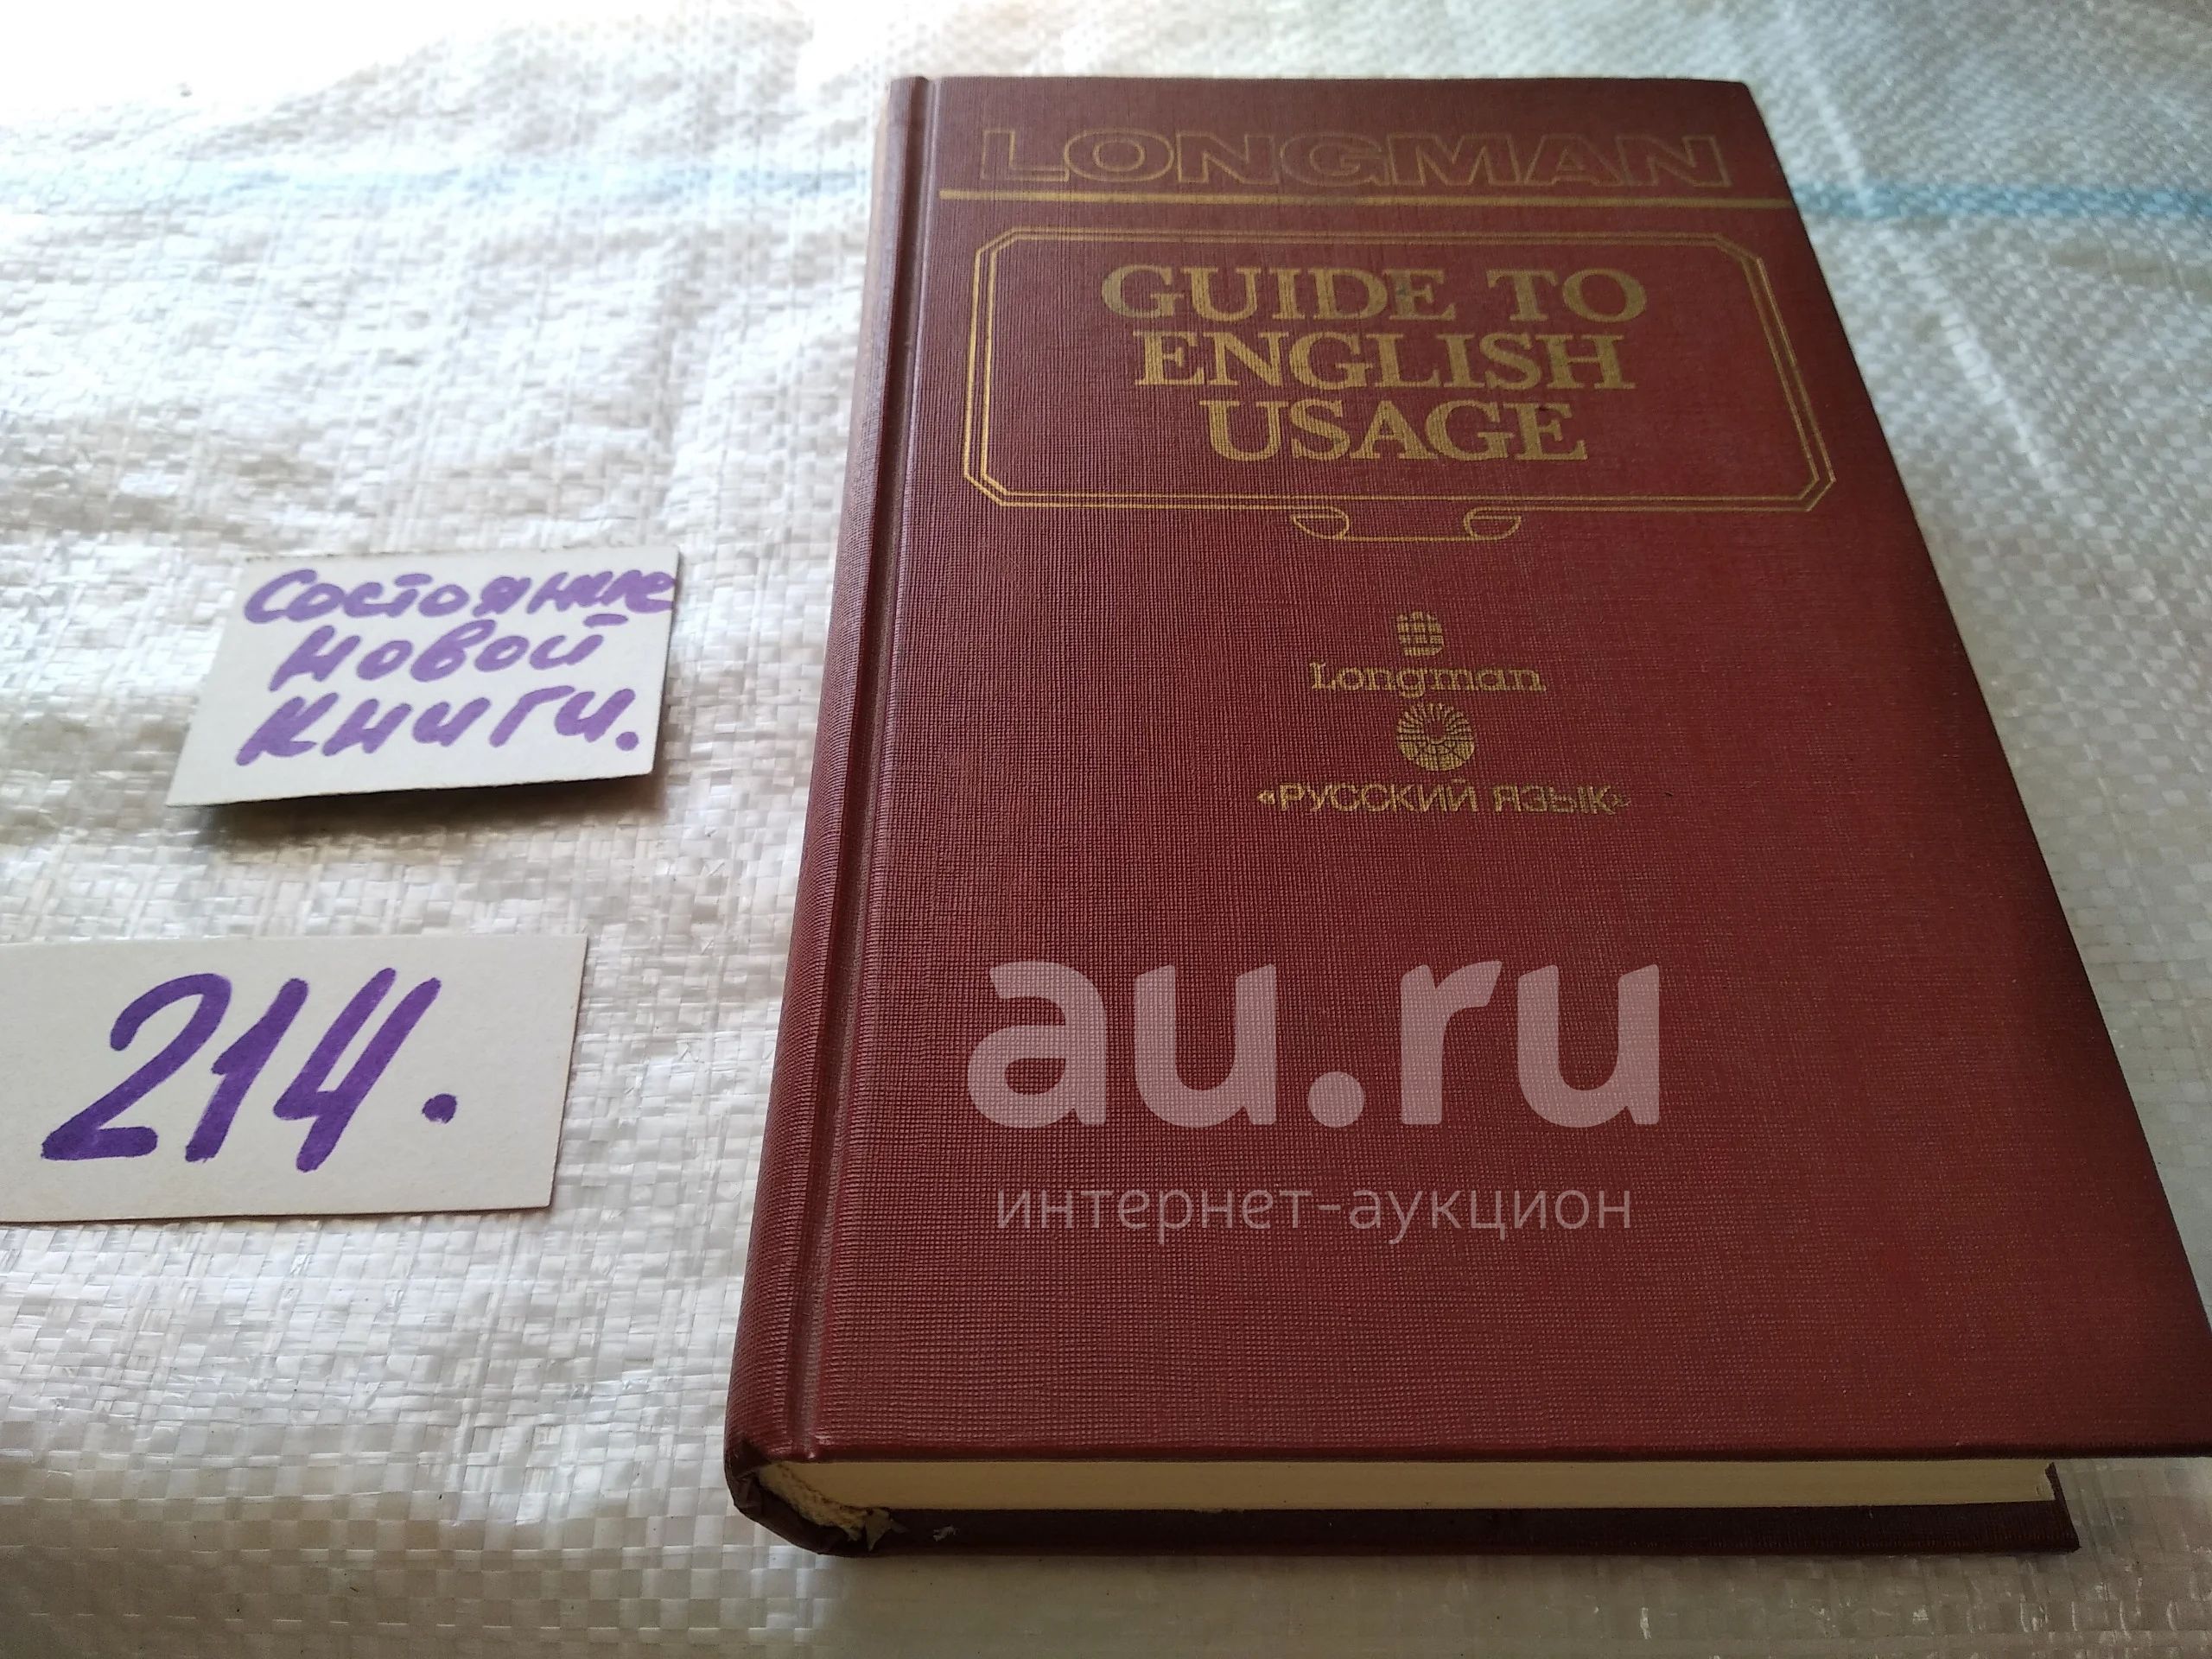 LONGMAN
GUIDE TO
ENGLISH
USAGE
Longman
«РУССКИЙ ЯЗЫК»
Состояние
новой
книги.
214.
au.ru
интернет-аукцион